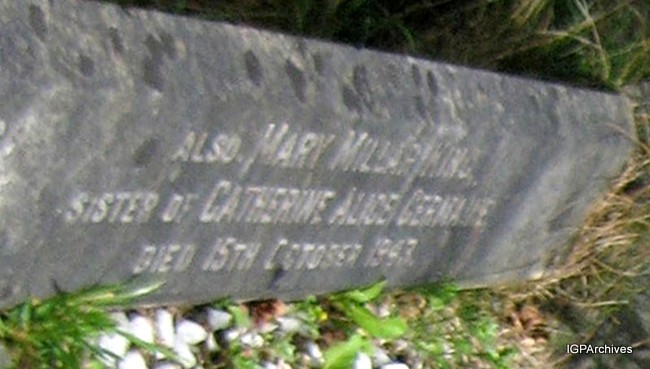 ALSO, MARY MILLAR KING,
SISTER OF CATHERINE ALICE GERMAINE
DIED 15TH OCTOBER 1943.
IGPArchives